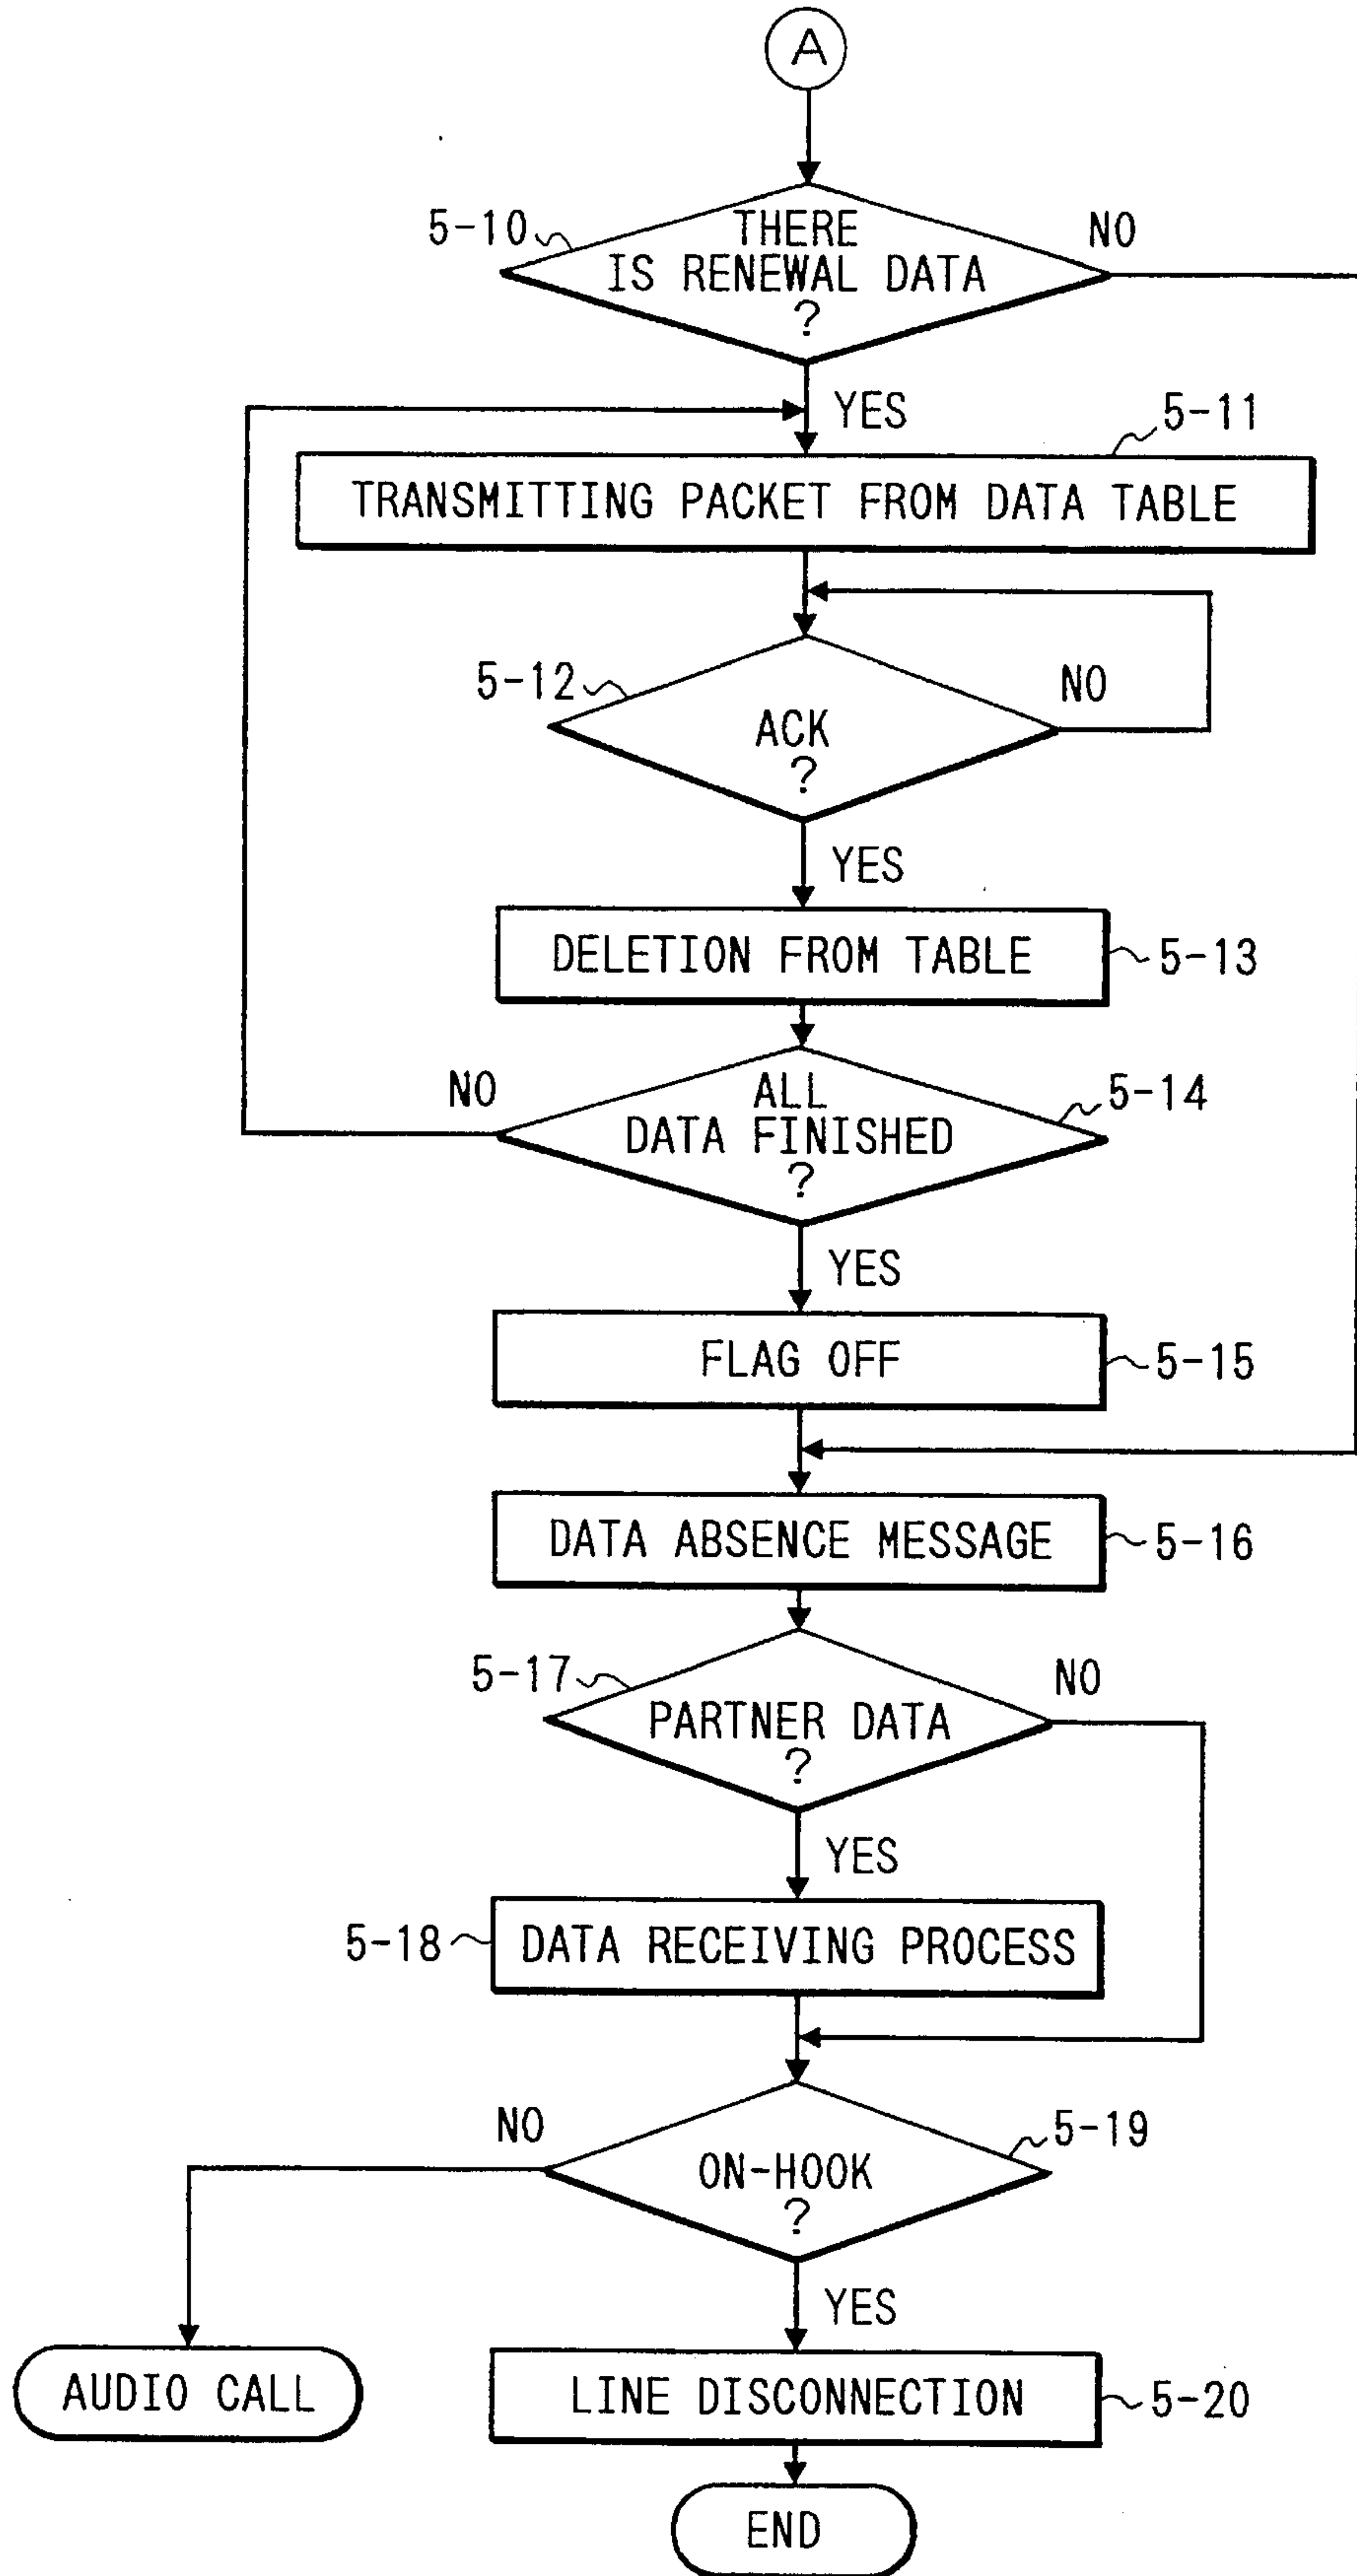 A
5-10
THERE
IS RENEWAL DATA
?
NO
YES
5-11
TRANSMITTING PACKET FROM DATA TABLE
5-12
ACK
?
NO
YES
DELETION FROM TABLE
5-13
NO
ALL
DATA FINISHED
?
5-14
YES
FLAG OFF
5-15
DATA ABSENCE MESSAGE
5-16
5-17
PARTNER DATA
?
NO
YES
5-18
DATA RECEIVING PROCESS
NO
ON-HOOK
?
5-19
YES
AUDIO CALL
LINE DISCONNECTION
5-20
END